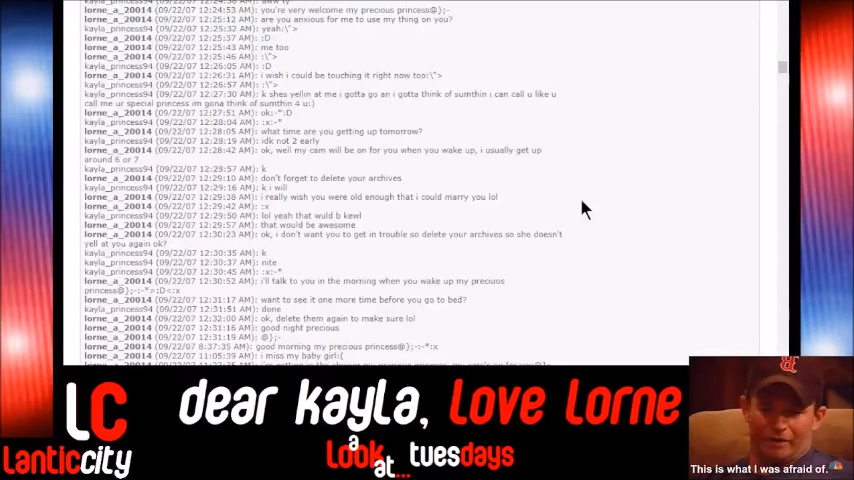 lorne_a_20014 (09/22/07 12:24:53 AM): you're very welcome my precious princess@};-
lorne_a_20014 (09/22/07 12:25:12 AM): are you anxious for me to use my thing on you?
kayla_princess94 (09/22/07 12:25:32 AM): yeah:\">
lorne_a_20014 (09/22/07 12:25:37 AM): :D
lorne_a_20014 (09/22/07 12:25:43 AM): me too
lorne_a_20014 (09/22/07 12:25:46 AM): :\">
kayla_princess94 (09/22/07 12:26:05 AM): :D
lorne_a_20014 (09/22/07 12:26:31 AM): i wish i could be touching it right now too:\">
kayla_princess94 (09/22/07 12:26:57 AM): :\">
kayla_princess94 (09/22/07 12:27:30 AM): k shes yellin at me i gotta go an i gotta think of sumthin i can call u like u
call me ur special princess im gona think of sumthin 4 u:)
lorne_a_20014 (09/22/07 12:27:51 AM): ok:-*:D
kayla_princess94 (09/22/07 12:28:04 AM): :x:-*
lorne_a_20014 (09/22/07 12:28:05 AM): what time are you getting up tomorrow?
kayla_princess94 (09/22/07 12:28:19 AM): idk not 2 early
lorne_a_20014 (09/22/07 12:28:42 AM): ok, well my cam will be on for you when you wake up, i usually get up
around 6 or 7
kayla_princess94 (09/22/07 12:28:57 AM): k
lorne_a_20014 (09/22/07 12:29:10 AM): don't forget to delete your archives.
kayla_princess94 (09/22/07 12:29:16 AM): k i will
lorne_a_20014 (09/22/07 12:29:38 AM): i really wish you were old enough that i could marry you lol
lorne_a_20014 (09/22/07 12:29:42 AM): :x
kayla_princess94 (09/22/07 12:29:50 AM): lol yeah that wuld b kewl
lorne_a_20014 (09/22/07 12:29:57 AM): that would be awesome
lorne_a_20014 (09/22/07 12:30:23 AM): ok, i don't want you to get in trouble so delete your archives so she doesn't
yell at you again ok?
kayla_princess94 (09/22/07 12:30:35 AM): k
kayla_princess94 (09/22/07 12:30:37 AM): nite
kayla_princess94 (09/22/07 12:30:45 AM): :x:-*
lorne_a_20014 (09/22/07 12:30:52 AM): i'll talk to you in the morning when you wake up my preciuos
princess@};-:-*>:D<:x
lorne_a_20014 (09/22/07 12:31:17 AM): want to see it one more time before you go to bed?
kayla_princess94 (09/22/07 12:31:51 AM): done
lorne_a_20014 (09/22/07 12:32:00 AM): ok, delete them again to make sure lol
lorne_a_20014 (09/22/07 12:31:16 AM): good night precious
lorne_a_20014 (09/22/07 12:31:19 AM): @};-
lorne_a_20014 (09/22/07 8:37:35 AM): good morning my precious princess@};-:-*:x
lorne_a_20014 (09/22/07 11:05:39 AM): i miss my baby girl:(
LC
Lanticcity
dear kayla, Love Lorne
a Look at... tuesdays
B
This is what I was afraid of.